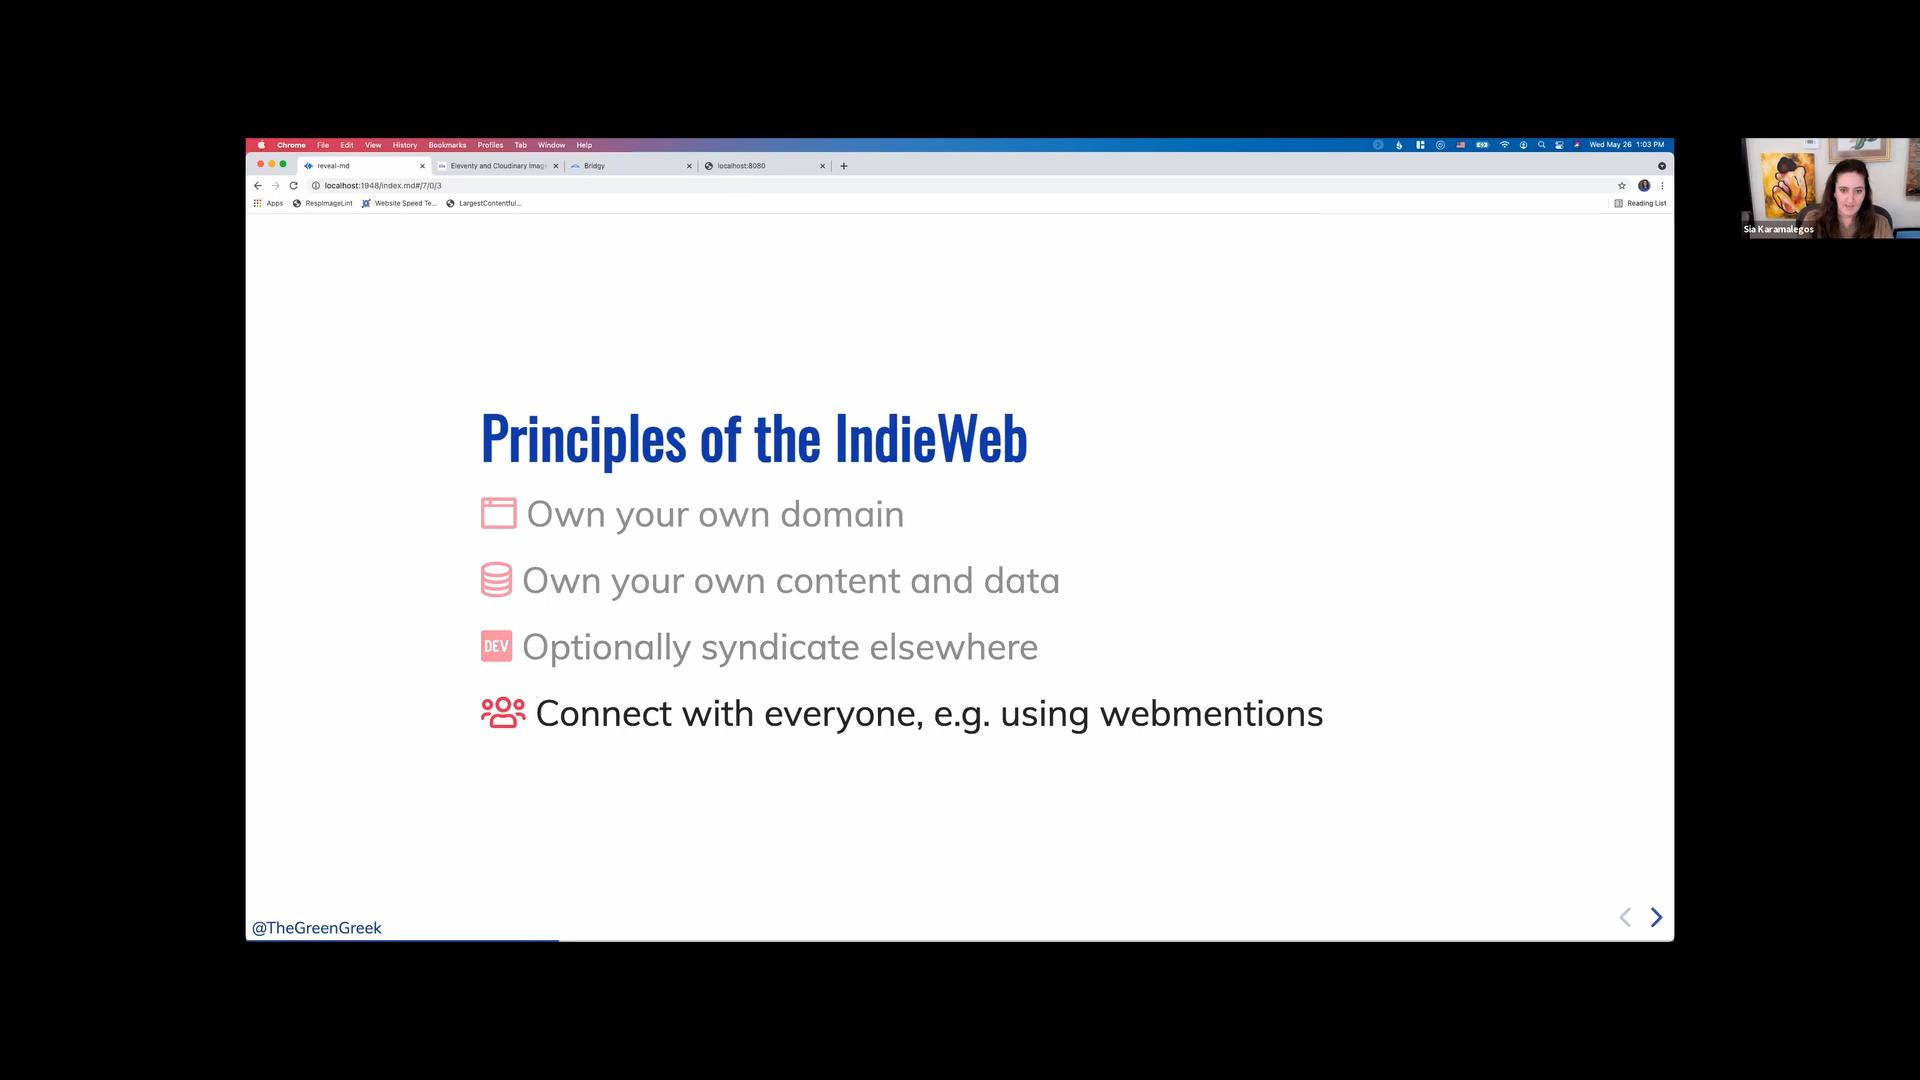 Chrome File Edit View History Bookmarks Profiles Tab Window Help Wed May 26 1:03 PM
reveal-md Eleventy and Cloudinary Imag Bridgy localhost:8080
localhost:1948/index.md#/7/0/3
Apps RespImageLint Website Speed Te... LargestContentful... Reading List
Sia Karamalegos
Principles of the IndieWeb
Own your own domain
Own your own content and data
DEV Optionally syndicate elsewhere
Connect with everyone, e.g. using webmentions
@TheGreenGreek